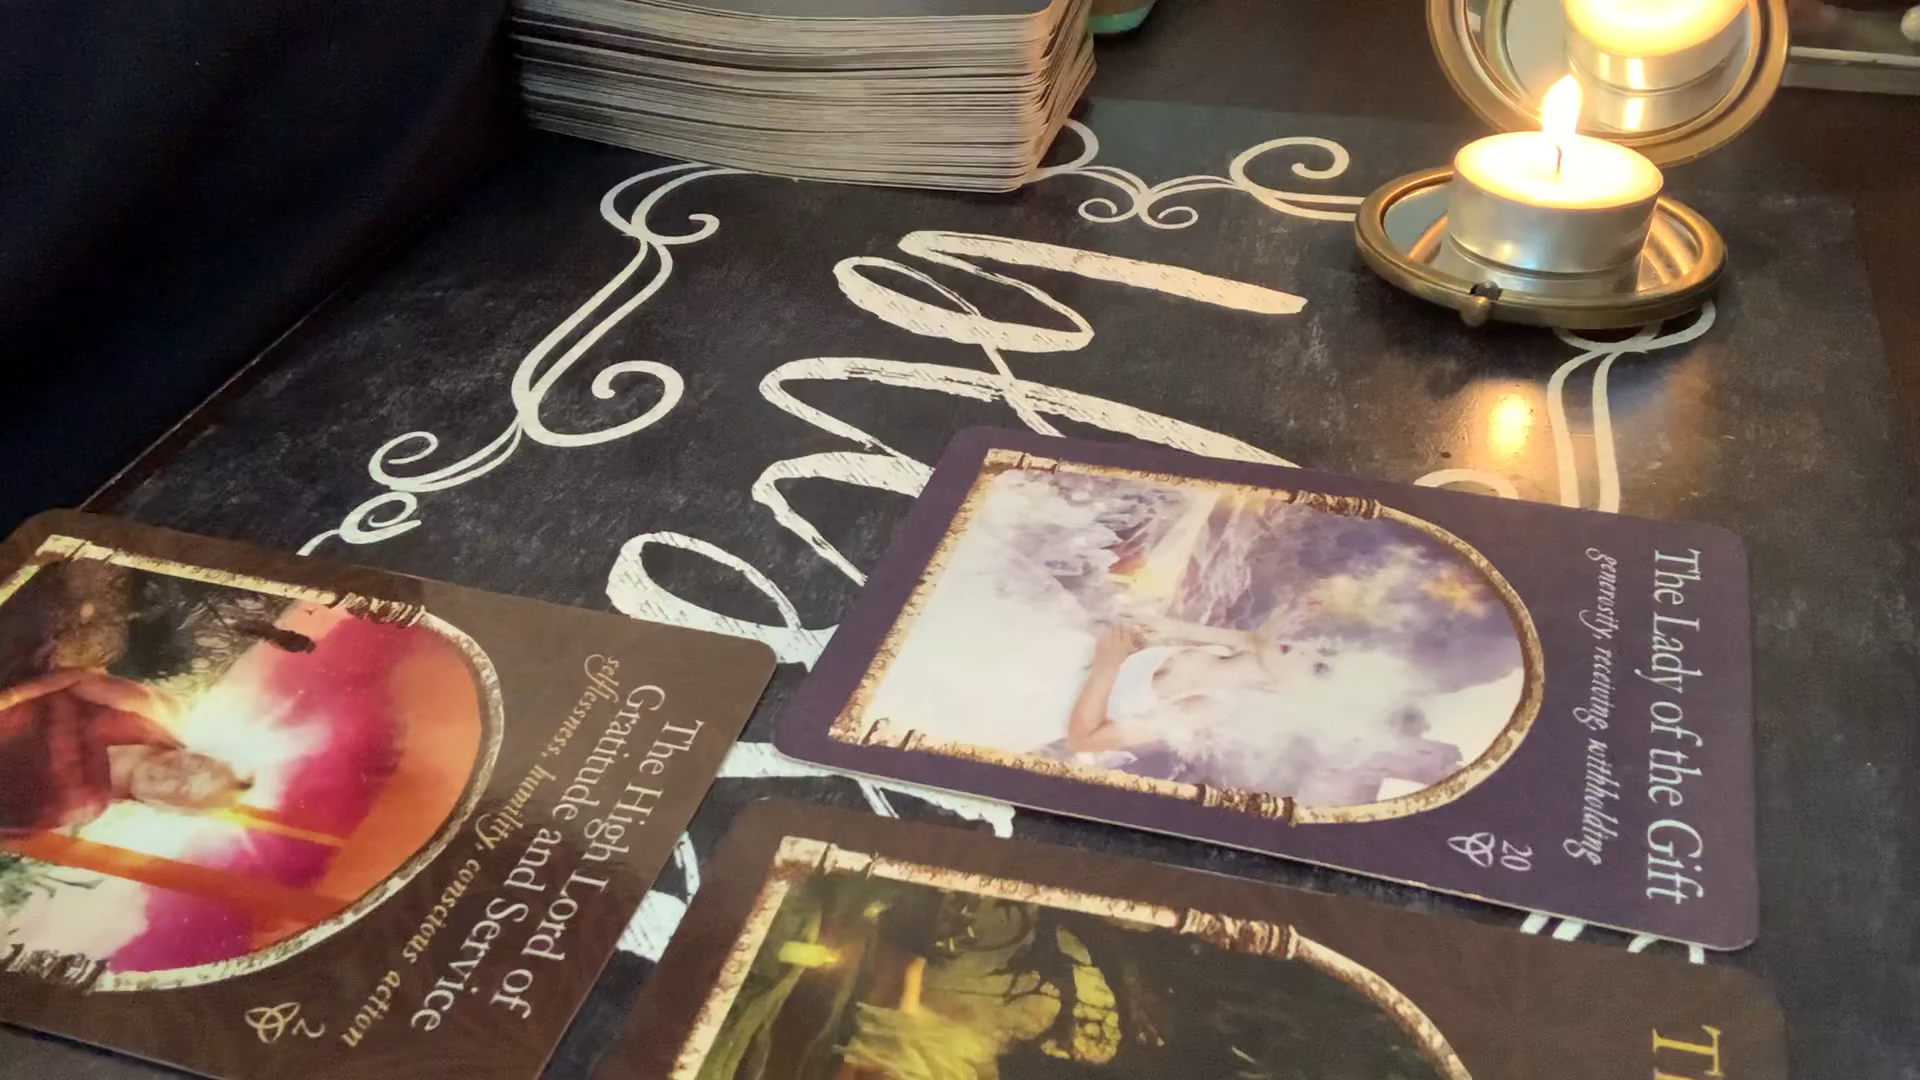 The Lady of the Gift
generosity, receiving, withholding
20
The High Lord of
Gratitude and Service
selflessness, humility, conscious action
2